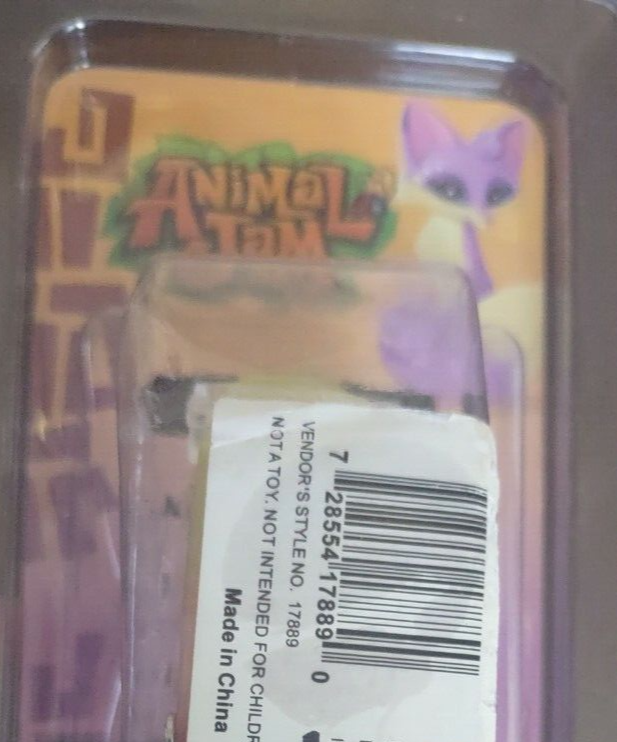 ANIMAL
JAM
7 28554 17889 0
VENDOR'S STYLE NO. 17889
NOT A TOY. NOT INTENDED FOR CHILDR
Made in China